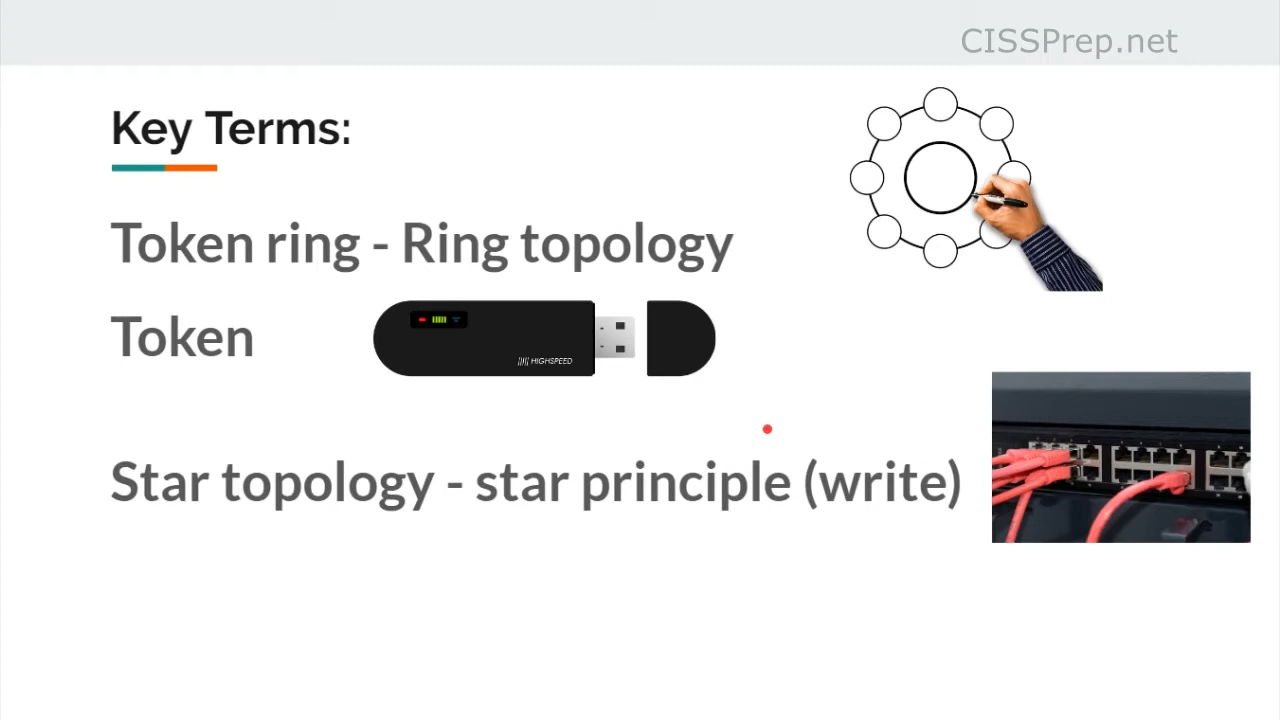 CISSPrep.net
Key Terms:
Token ring - Ring topology
Token
HIGHSPEED
Star topology - star principle (write)